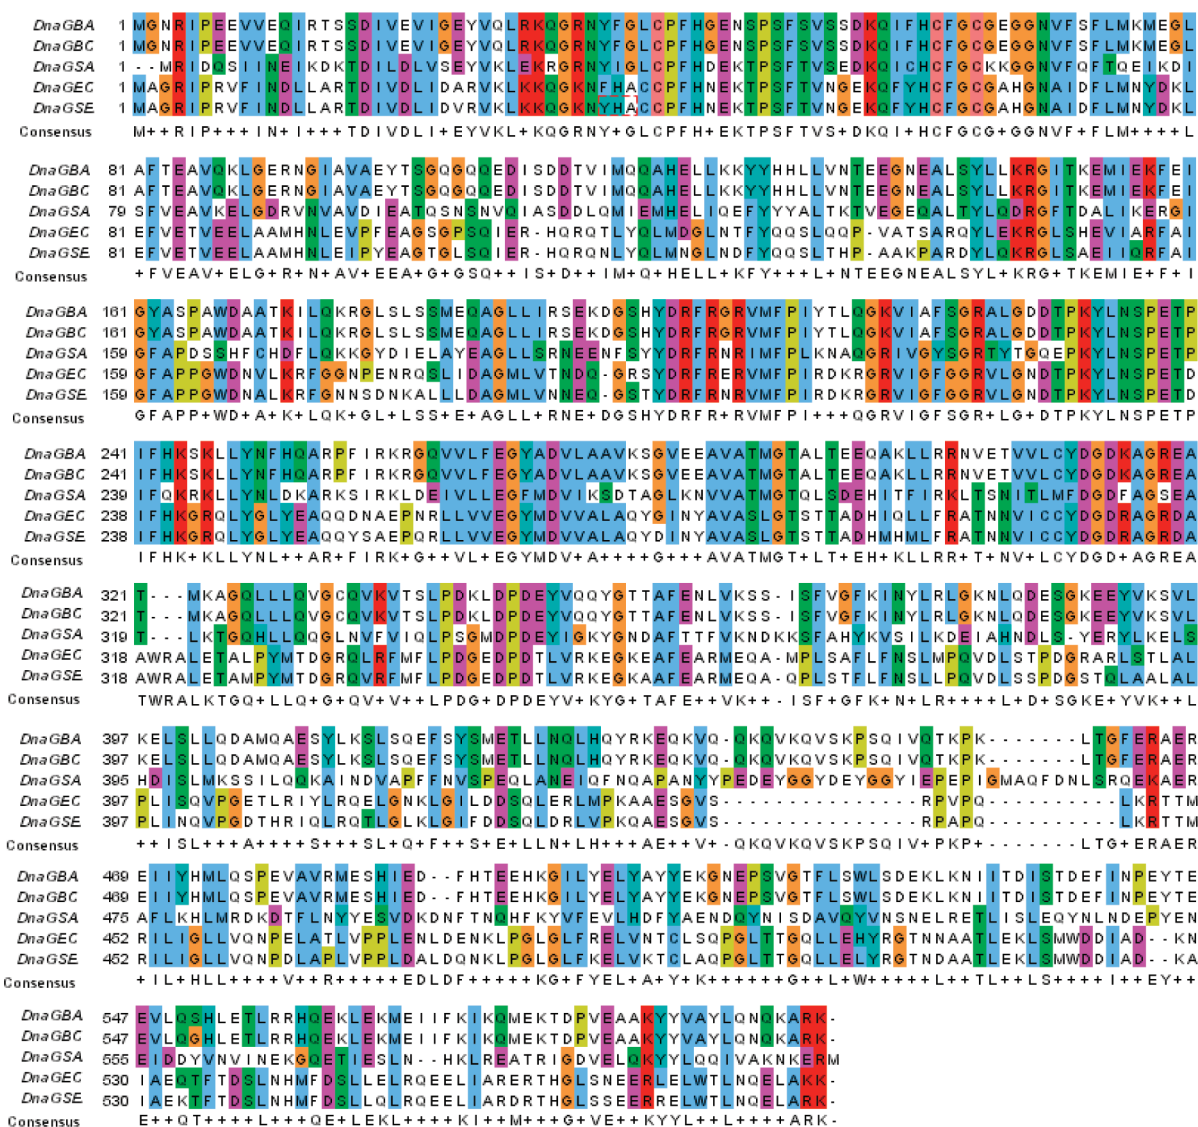 DnaGBA 1 MGNRIPEEVVEQIRTSSDIVEVIGEYVQLRKQGRNYFGLCPFHGENSPSFSVSSDKQIFHCFGCGEGGNVFSFLMKMEGL
DnaGBC 1 MGNRIPEEVVEQIRTSSDIVEVIGEYVQLRKQGRNYFGLCPFHGENSPSFSVSSDKQIFHCFGCGEGGNVFSFLMKMEGL
DnaGSA 1 --MRIDQSIINEIKDKTDILDLVSEYVKLEKRGRNYIGLCPFHDEKTPSFTVSEDKQICHCFGCKKGGNVFQFTQEIKDI
DnaGEC 1 MAGRIPRVFINDLLARTDIVDLIDARVKLKKQGKNFHACCPFHNEKTPSFTVNGEKQFYHCFGCGAHGNAIDFLMNYDKL
DnaGSE 1 MAGRIPRVFINDLLARTDIVDLIDVRVKLKKQGKNYHACCPFHNEKTPSFTVNGEKQFYHCFGCGAHGNAIDFLMNYDKL
Consensus M++RIP+++IN+I+++TDIVDLI+EYVKL+KQGRNY+GLCPFH+EKTPSFTVS+DKQI+HCFGCG+GGNVF+FLM++++L
DnaGBA 81 AFTEAVQKLGERNGIAVAEYTSGQGQQEDISDDTVIMQQAHELLKKYYHHLLVNTEEGNEALSYLLKRGITKEMIEKFEI
DnaGBC 81 AFTEAVQKLGERNGIAVAEYTSGQGQQEDISDDTVIMQQAHELLKKYYHHLLVNTEEGNEALSYLLKRGITKEMIEKFEI
DnaGSA 79 SFVEAVKELGDRVNVAVDIEATQSNSNVQIASDDLQMIEMHELIQEFYYYALTKTVEGEQALTYLQDRGFTDALIKERGI
DnaGEC 81 EFVETVEELAAMHNLEVPFEAGSGPSQIER-HQRQTLYQLMDGLNTFYQQSLQQP-VATSARQYLEKRGLSHEVIARFAI
DnaGSE 81 EFVETVEELAAMHNLEIPYEAGTGLSQIER-HQRQNLYQLMNGLNDFYQQSLTHP-AAKPARDYLQKRGLSAEIIQRFAI
Consensus +FVEAV+ELG+R+N+AV+EEA+G+GSQ++IS+D++IM+Q+HELL+KFY+++L+NTEEGNEALSYL+KRG+TKEMIE+F+I
DnaGBA 161 GYASPAWDAATKILQKRGLSLSSMEQAGLLIRSEKDGSHYDRFRGRVMFPIYTLQGKVIAFSGRALGDDTPKYLNSPETP
DnaGBC 161 GYASPAWDAATKILQKRGLSLSSMEQAGLLIRSEKDGSHYDRFRGRVMFPIYTLQGKVIAFSGRALGDDTPKYLNSPETP
DnaGSA 159 GFAPDSSHFCHDFLQKKGYDIELAYEAGLLSRNEENFSYYDRFRNRIMFPLKNAQGRIVGYSGRTYTGQEPKYLNSPETP
DnaGEC 159 GFAPPGWDNVLKRFGGNPENRQSLIDAGMLVTNDQ-GRSYDRFRERVMFPIRDKRGRVIGFGGRVLGNDTPKYLNSPETD
DnaGSE 159 GFAPPGWDNALKRFGNNSDNKALLLDAGMLVNNEQ-GSTYDRFRNRVMFPIRDKRGRVIGFGGRVLGNDTPKYLNSPETD
Consensus GFAPP+WD+A+K+LQK+GL+LSS+E+AGLL+RNE+DGSHYDRFR+RVMFPI+++QGRVIGFSGR+LG+DTPKYLNSPETP
DnaGBA 241 IFHKSKLLYNFHQARPFIRKRGQVVLFEGYADVLAAVKSGVEEAVATMGTALTEEQAKLLRRNVETVVLCYDGDKAGREA
DnaGBC 241 IFHKSKLLYNFHQARPFIRKRGQVVLFEGYADVLAAVKSGVEEAVATMGTALTEEQAKLLRRNVETVVLCYDGDKAGREA
DnaGSA 239 IFQKRKLLYNLDKARKSIRKLDEIVLLEGFMDVIKSDTAGLKNVVATMGTQLSDEHITFIRKLTSNITLMFDGDFAGSEA
DnaGEC 238 IFHKGRQLYGLYEAQQDNAEPNRLLVVEGYMDVVALAQYGINYAVASLGTSTTADHIQLLFRATNNVICCYDGDRAGRDA
DnaGSE 238 IFHKGRQLYGLYEAQQYSAEPQRLLVVEGYMDVVALAQYDINYAVASLGTSTTADHMHMLFRATNNVICCYDGDRAGRDA
Consensus IFHK+KLLYNL++AR+FIRK+G++VL+EGYMDV+A++++G+++AVATMGT+LT+EH+KLLRR+T+NV+LCYDGD+AGREA
DnaGBA 321 T---MKAGQLLLQVGCQVKVTSLPDKLDPDEYVQQYGTTAFENLVKSS-ISFVGFKINYLRLGKNLQDESGKEEYVKSVL
DnaGBC 321 T---MKAGQLLLQVGCQVKVTSLPDKLDPDEYVQQYGTTAFENLVKSS-ISFVGFKINYLRLGKNLQDESGKEEYVKSVL
DnaGSA 319 T---LKTGQHLLQQGLNVFVIQLPSGMDPDEYIGKYGNDAFTTFVKNDKKSFAHYKVSILKDEIAHNDLS-YERYLKELS
DnaGEC 318 AWRALETALPYMTDGRQLRFMFLPDGEDPDTLVRKEGKEAFEARMEQA-MPLSAFLFNSLMPQVDLSTPDGRARLSTLAL
DnaGSE 318 AWRALETAMPYMTDGRQVRFMFLPDGEDPDTLVRKEGKAAFEARMEQA-QPLSTFLFNSLLPQVDLSSPDGSTQLAALAL
Consensus TWRALKTGQ+LLQ+G+QV+V++LPDG+DPDEYV+KYG+TAFE++VK++-ISF+GFK+N+LR++++L+D+SGKE+YVK++L
DnaGBA 397 KELSLLQDAMQAESYLKSLSQEFSYSMETLLNQLHQYRKEQKVQ-QKQVKQVSKPSQIVQTKPK-------LTGFERAER
DnaGBC 397 KELSLLQDAMQAESYLKSLSQEFSYSMETLLNQLHQYRKEQKVQ-QKQVKQVSKPSQIVQTKPK-------LTGFERAER
DnaGSA 395 HDISLMKSSILQQKAINDVAPFFNVSPEQLANEIQFNQAPANYYPEDEYGGYDEYGGYIEPEPIGMAQFDNLSRQEKAER
DnaGEC 397 PLISQVPGETLRIYLRQELGNKLGILDDSQLERLMPKAAESGVS----------------RPVPQ---------LKRTTM
DnaGSE 397 PLINQVPGDTHRIQLRQTLGLKLGIFDDSQLDRLVPKQAESGVS----------------RPAPQ---------LKRTTM
Consensus ++ISL+++A++++S+++SL+Q+F++S+E+LLN+LH+++AE++V+-QKQVKQVSKPSQIV+PKP+-------LTG+ERAER
DnaGBA 469 EIIYHMLQSPEVAVRMESHIED--FHTEEHKGILYELYAYYEKGNEPSVGTFLSWLSDEKLKNIITDISTDEFINPEYTE
DnaGBC 469 EIIYHMLQSPEVAVRMESHIED--FHTEEHKGILYELYAYYEKGNEPSVGTFLSWLSDEKLKNIITDISTDEFINPEYTE
DnaGSA 475 AFLKHLMRDKDTFLNYYESVDKDNFTNQHFKYVFEVLHDFYAENDQYNISDAVQYVNSNELRETLISLEQYNLNDEPYEN
DnaGEC 452 RILIGLLVQNPELATLVPPLENLDENKLPGLGLFRELVNTCLSQPGLTTGQLLEHYRGTNNAATLEKLSMWDDIAD--KN
DnaGSE 452 RILIGLLVQNPDLAPLVPPLDALDQNKLPGLGLFKELVKTCLAQPGLTTGQLLELYRGTNDAATLEKLSMWDDIAD--KA
Consensus +IL+HLL++++V++R+++++EDLDF+++++KG+FYEL+A+Y+K++++++G++L+W++++L++TL++LS++++I++EY++
DnaGBA 547 EVLQSHLETLRRHQEKLEKMEIIFKIKQMEKTDPVEAAKYYVAYLQNQKARK-
DnaGBC 547 EVLQGHLETLRRHQEKLEKMEIIFKIKQMEKTDPVEAAKYYVAYLQNQKARK-
DnaGSA 555 EIDDYVNVINEKGQETIESLN--HKLREATRIGDVELQKYYLQQIVAKNKERM
DnaGEC 530 IAEQTFTDSLNHMFDSLLELRQEELIARERTHGLSNEERLELWTLNQELAKK-
DnaGSE 530 IAEKTFTDSLNHMFDSLLQLRQEELIARDRTHGLSSEERRELWTLNQELARK-
Consensus E++QT++++L+++QE+LEKL++++KI++M+++G+VE++KYYL++L++++ARK-